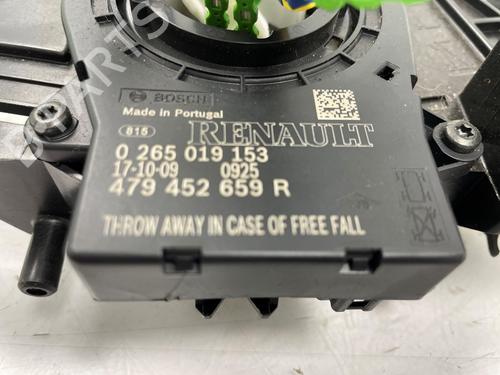 BOSCH
Made in Portugal
815
RENAULT
0 265 019 153
17-10-09 0925
479 452 659 R
THROW AWAY IN CASE OF FREE FALL